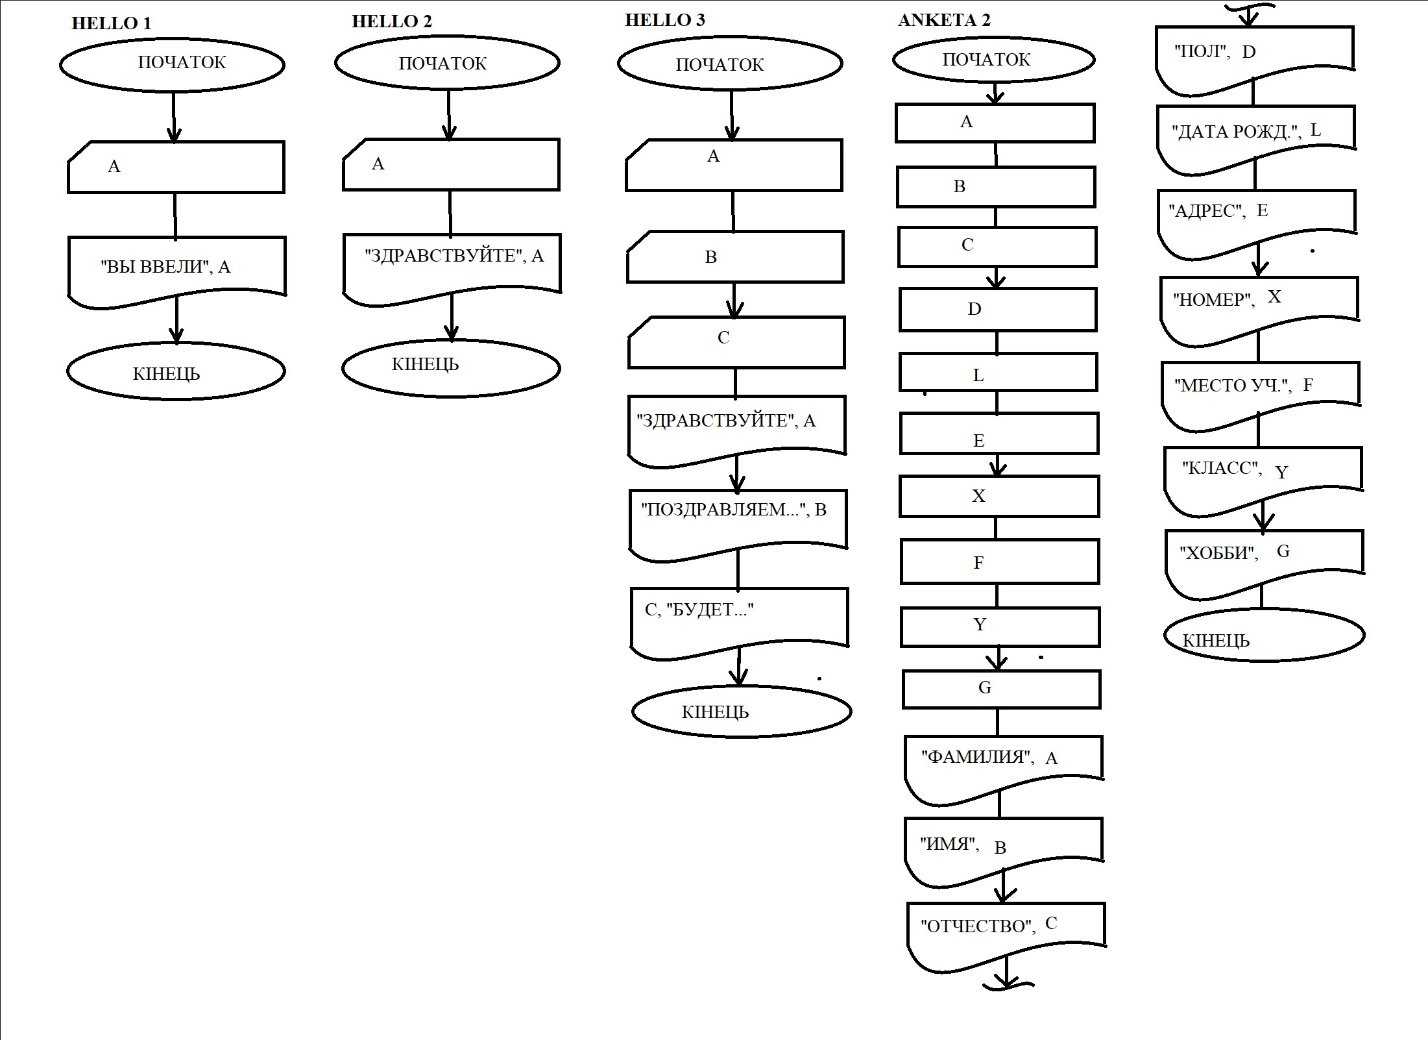 HELLO 1
ПОЧАТОК
A
"ВЫ ВВЕЛИ", A
КІНЕЦЬ
HELLO 2
ПОЧАТОК
A
"ЗДРАВСТВУЙТЕ", A
КІНЕЦЬ
HELLO 3
ПОЧАТОК
A
B
C
"ЗДРАВСТВУЙТЕ", A
"ПОЗДРАВЛЯЕМ...", B
C, "БУДЕТ..."
КІНЕЦЬ
ANKETA 2
ПОЧАТОК
A
B
C
D
L
E
X
F
Y
G
"ФАМИЛИЯ", A
"ИМЯ", B
"ОТЧЕСТВО", C
"ПОЛ", D
"ДАТА РОЖД.", L
"АДРЕС", E
"НОМЕР", X
"МЕСТО УЧ.", F
"КЛАСС", Y
"ХОББИ", G
КІНЕЦЬ